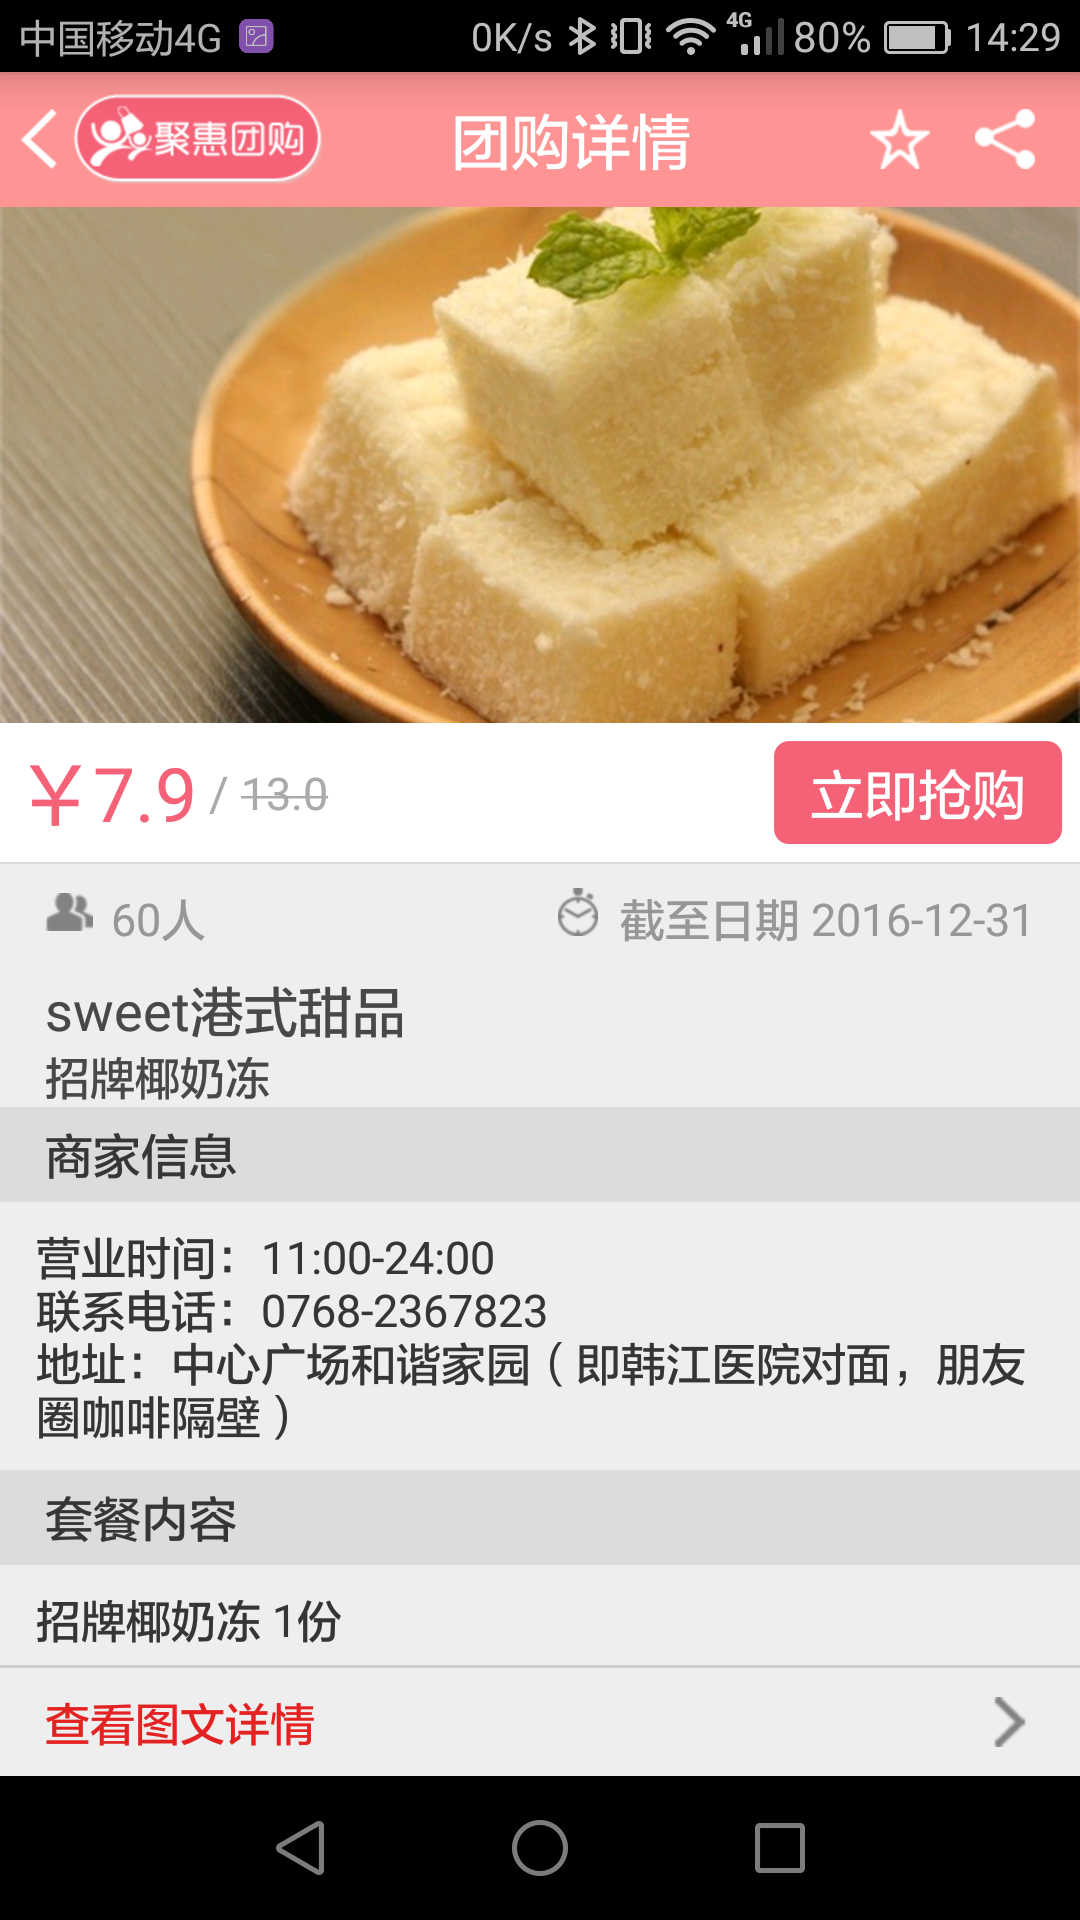 中国移动4G 0K/s 4G 80% 14:29
聚惠团购 团购详情
￥7.9 / 13.0 立即抢购
60人 截至日期 2016-12-31
sweet港式甜品
招牌椰奶冻
商家信息
营业时间：11:00-24:00
联系电话：0768-2367823
地址：中心广场和谐家园（即韩江医院对面，朋友
圈咖啡隔壁）
套餐内容
招牌椰奶冻 1份
查看图文详情